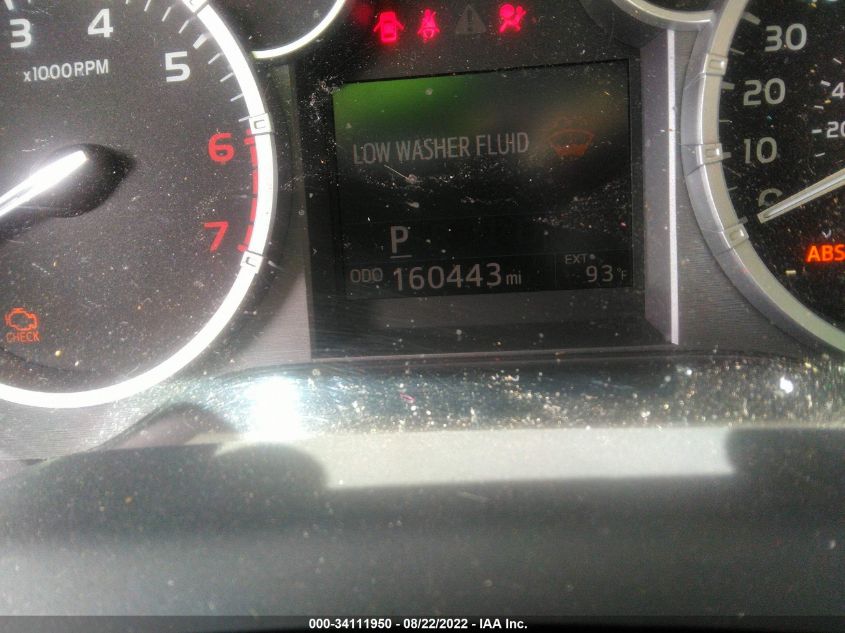 3 4 5
x1000RPM
6
7
CHECK
LOW WASHER FLUID
P
ODO 160443 mi
EXT
93°F
30
20
10
0
ABS
000-34111950 - 08/22/2022 - IAA Inc.